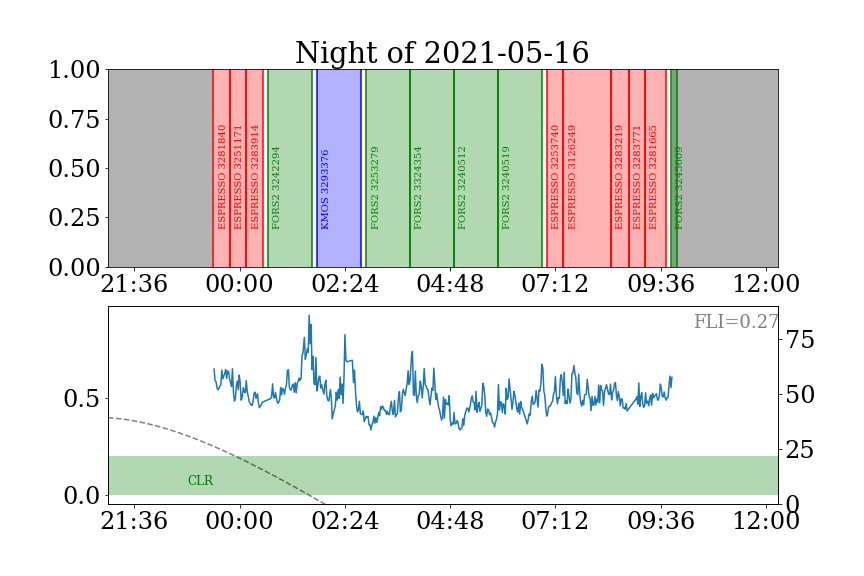 Night of 2021-05-16
1.00
0.75
0.50
0.25
0.00
ESPRESSO 3281840
ESPRESSO 3251171
ESPRESSO 3283914
FORS2 3242294
KMOS 3293376
FORS2 3253279
FORS2 3324354
FORS2 3240512
FORS2 3240519
ESPRESSO 3253740
ESPRESSO 3126249
ESPRESSO 3283219
ESPRESSO 3283771
ESPRESSO 3281665
FORS2 3245609
21:36 00:00 02:24 04:48 07:12 09:36 12:00
FLI=0.27
0.5
0.0
CLR
75
50
25
0
21:36 00:00 02:24 04:48 07:12 09:36 12:00